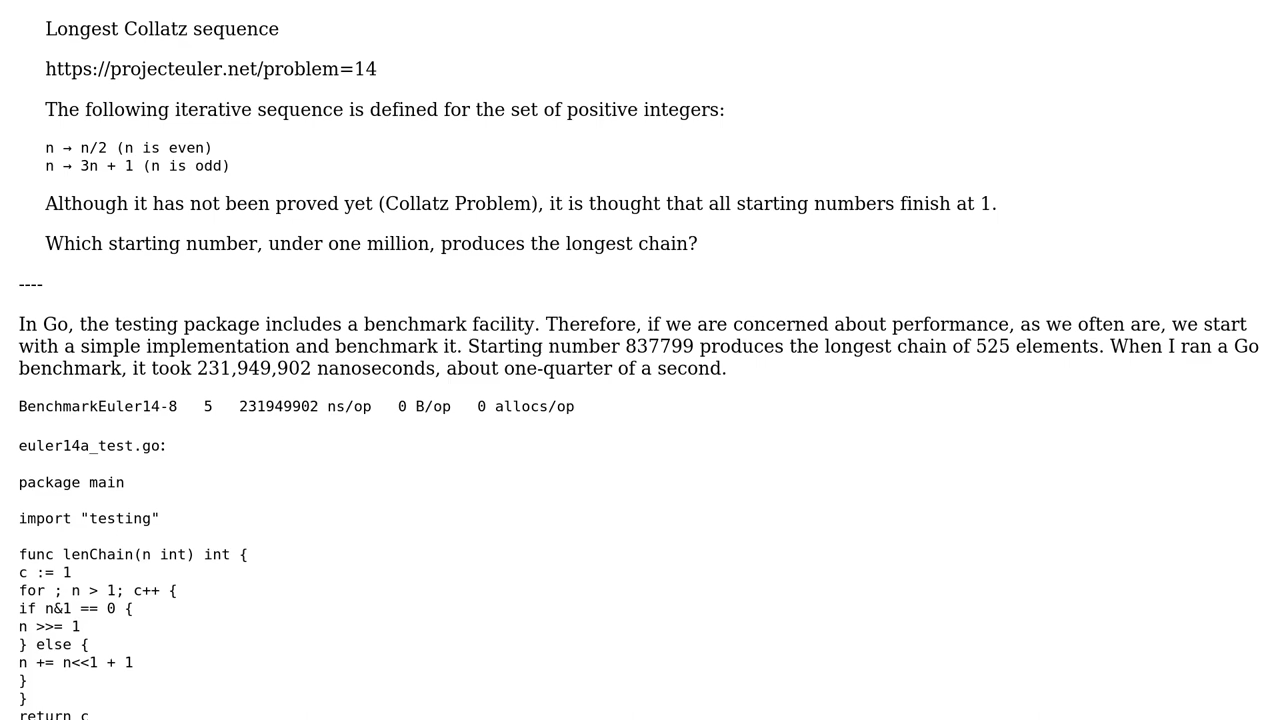 Longest Collatz sequence
https://projecteuler.net/problem=14
The following iterative sequence is defined for the set of positive integers:
n → n/2 (n is even)
n → 3n + 1 (n is odd)
Although it has not been proved yet (Collatz Problem), it is thought that all starting numbers finish at 1.
Which starting number, under one million, produces the longest chain?
----
In Go, the testing package includes a benchmark facility. Therefore, if we are concerned about performance, as we often are, we start
with a simple implementation and benchmark it. Starting number 837799 produces the longest chain of 525 elements. When I ran a Go
benchmark, it took 231,949,902 nanoseconds, about one-quarter of a second.
BenchmarkEuler14-8   5   231949902 ns/op   0 B/op   0 allocs/op
euler14a_test.go:
package main
import "testing"
func lenChain(n int) int {
c := 1
for ; n > 1; c++ {
if n&1 == 0 {
n >>= 1
} else {
n += n<<1 + 1
}
}
return c